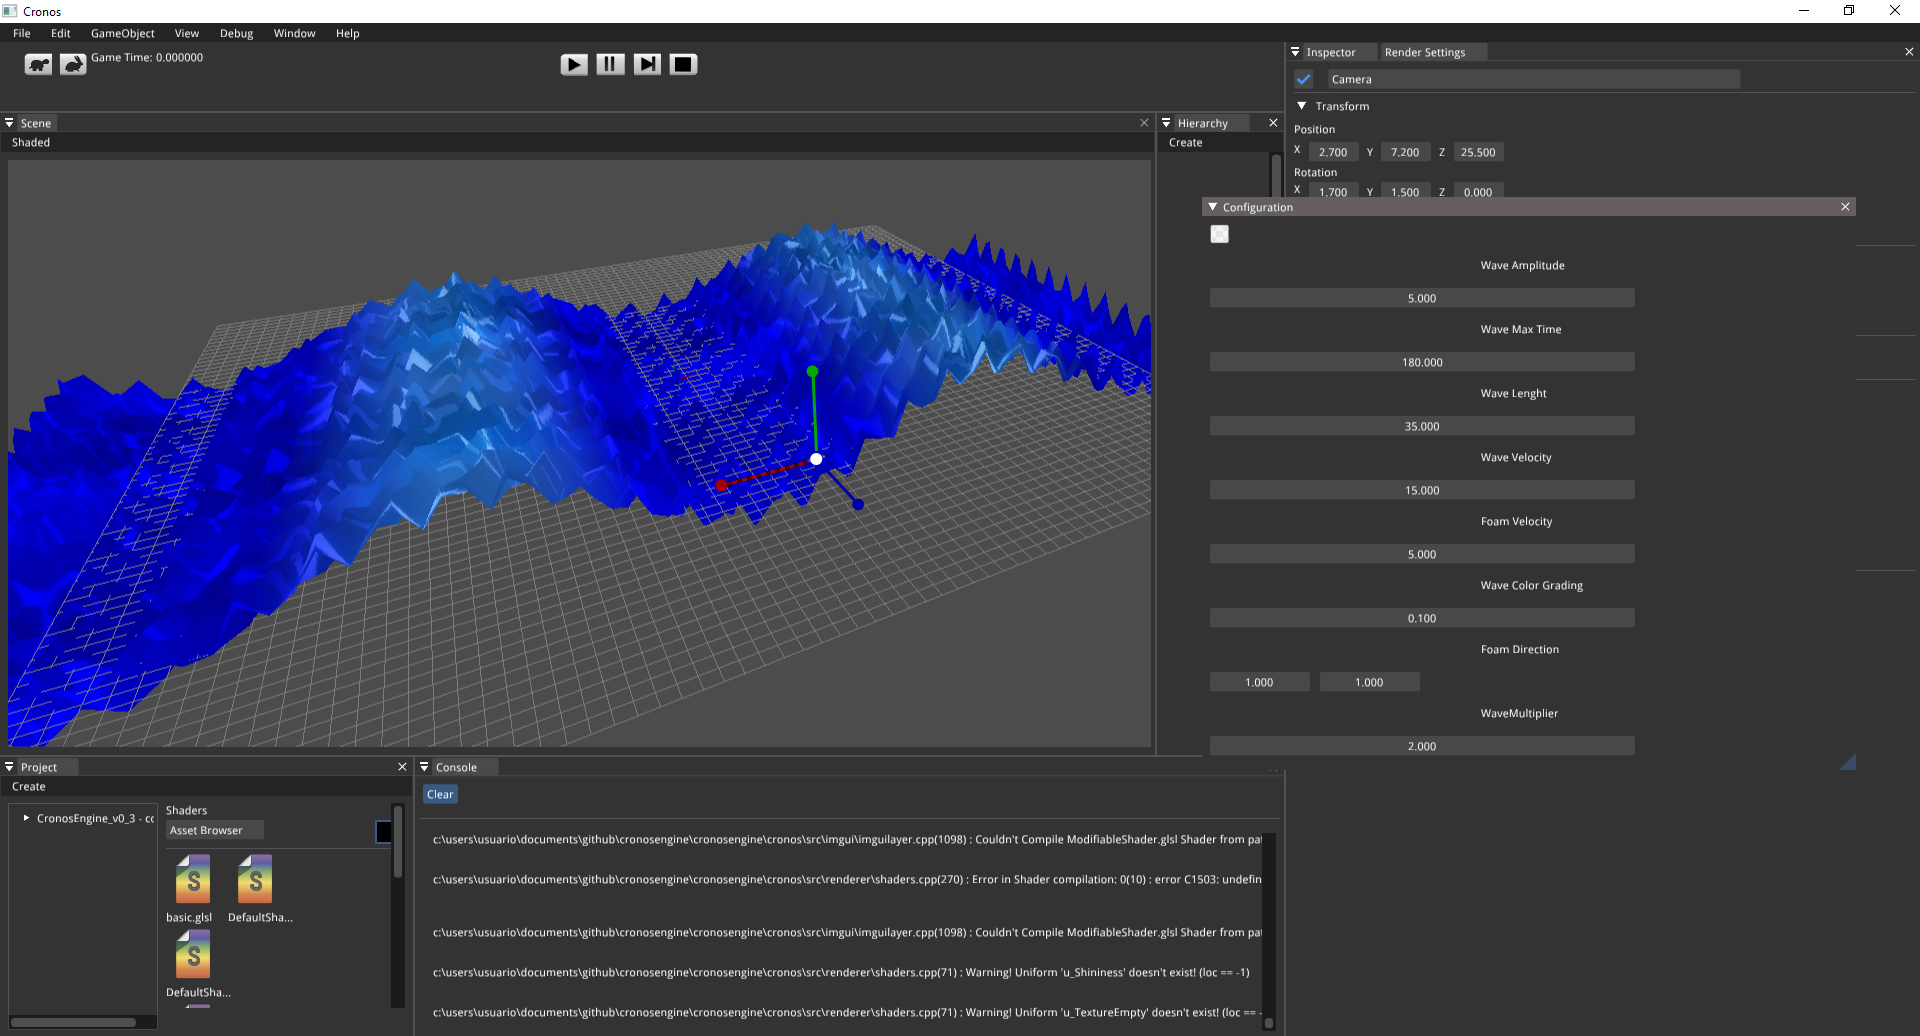 Cronos
File Edit GameObject View Debug Window Help
Game Time: 0.000000
Inspector Render Settings
Camera
Transform
Position
X 2.700 Y 7.200 Z 25.500
Rotation
X 1.700 Y 1.500 Z 0.000
Scene
Shaded
Hierarchy
Create
Configuration
Wave Amplitude
5.000
Wave Max Time
180.000
Wave Lenght
35.000
Wave Velocity
15.000
Foam Velocity
5.000
Wave Color Grading
0.100
Foam Direction
1.000 1.000
WaveMultiplier
2.000
Project
Create
CronosEngine_v0_3 - cc
Shaders
Asset Browser
S S
basic.glsl DefaultSha...
S
DefaultSha...
Console
Clear
c:\users\usuario\documents\github\cronosengine\cronosengine\cronos\src\imgui\imguilayer.cpp(1098) : Couldn't Compile ModifiableShader.glsl Shader from pat
c:\users\usuario\documents\github\cronosengine\cronosengine\cronos\src\renderer\shaders.cpp(270) : Error in Shader compilation: 0(10) : error C1503: undefin
c:\users\usuario\documents\github\cronosengine\cronosengine\cronos\src\imgui\imguilayer.cpp(1098) : Couldn't Compile ModifiableShader.glsl Shader from pat
c:\users\usuario\documents\github\cronosengine\cronosengine\cronos\src\renderer\shaders.cpp(71) : Warning! Uniform 'u_Shininess' doesn't exist! (loc == -1)
c:\users\usuario\documents\github\cronosengine\cronosengine\cronos\src\renderer\shaders.cpp(71) : Warning! Uniform 'u_TextureEmpty' doesn't exist! (loc == -